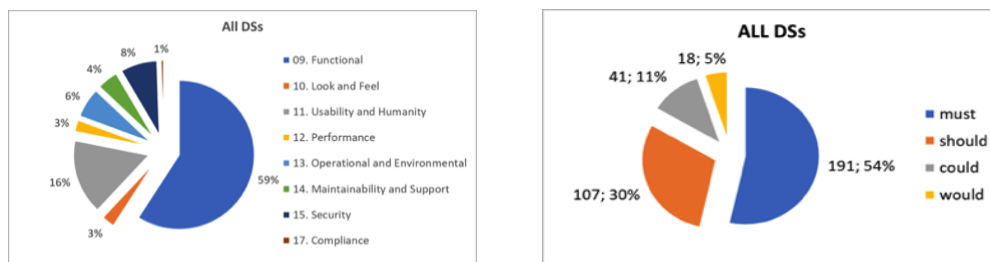 All DSs
1%
8%
4%
6%
3%
16%
3%
59%
09. Functional
10. Look and Feel
11. Usability and Humanity
12. Performance
13. Operational and Environmental
14. Maintainability and Support
15. Security
17. Compliance
ALL DSs
18; 5%
41; 11%
107; 30%
191; 54%
must
should
could
would